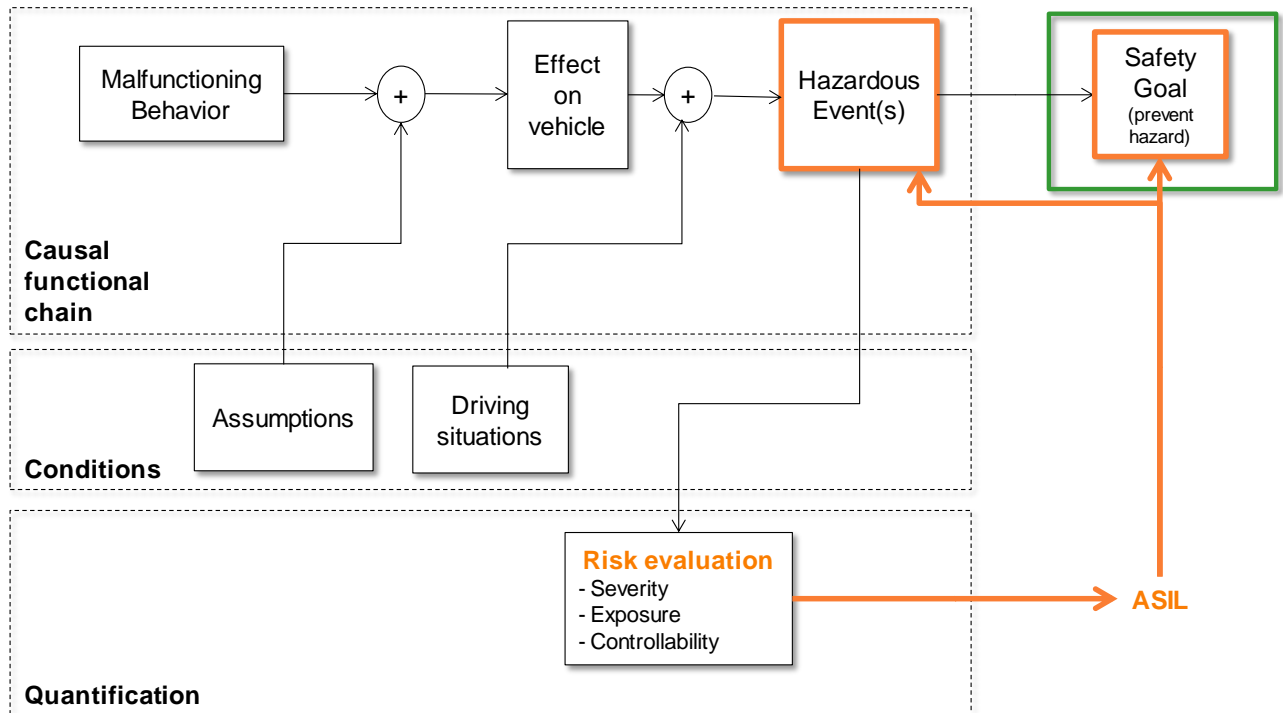 Malfunctioning
Behavior
+
Effect
on
vehicle
+
Hazardous
Event(s)
Safety
Goal
(prevent
hazard)
Causal
functional
chain
Assumptions
Driving
situations
Conditions
Risk evaluation
- Severity
- Exposure
- Controllability
ASIL
Quantification